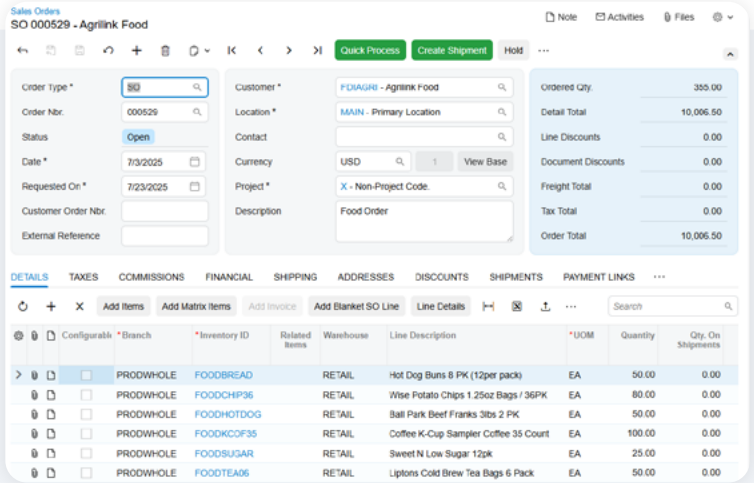 Sales Orders
SO 000529 - Agrilink Food
Note Activities Files
Quick Process Create Shipment Hold
Order Type * SO
Order Nbr. 000529
Status Open
Date * 7/3/2025
Requested On * 7/23/2025
Customer Order Nbr.
External Reference
Customer * FDIAGRI - Agrilink Food
Location * MAIN - Primary Location
Contact
Currency USD 1 View Base
Project * X - Non-Project Code.
Description Food Order
Ordered Qty. 355.00
Detail Total 10,006.50
Line Discounts 0.00
Document Discounts 0.00
Freight Total 0.00
Tax Total 0.00
Order Total 10,006.50
DETAILS TAXES COMMISSIONS FINANCIAL SHIPPING ADDRESSES DISCOUNTS SHIPMENTS PAYMENT LINKS
Add Items Add Matrix Items Add Invoice Add Blanket SO Line Line Details Search
Configurabl *Branch *Inventory ID Related Items Warehouse Line Description *UOM Quantity Qty. On Shipments
PRODWHOLE FOODBREAD RETAIL Hot Dog Buns 8 PK (12per pack) EA 50.00 0.00
PRODWHOLE FOODCHIP36 RETAIL Wise Potato Chips 1.25oz Bags / 36PK EA 80.00 0.00
PRODWHOLE FOODHOTDOG RETAIL Ball Park Beef Franks 3lbs 2 PK EA 50.00 0.00
PRODWHOLE FOODKCOF35 RETAIL Coffee K-Cup Sampler Coffee 35 Count EA 100.00 0.00
PRODWHOLE FOODSUGAR RETAIL Sweet N Low Sugar 12pk EA 25.00 0.00
PRODWHOLE FOODTEA06 RETAIL Liptons Cold Brew Tea Bags 6 Pack EA 50.00 0.00